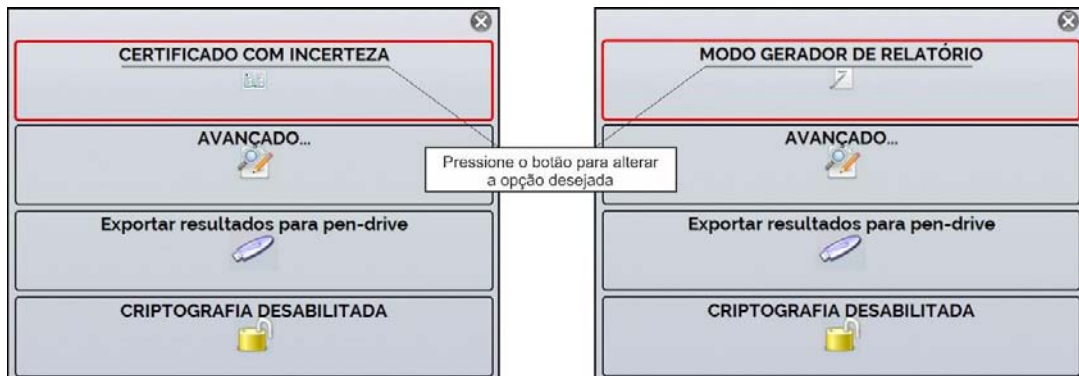 CERTIFICADO COM INCERTEZA
AVANÇADO...
Exportar resultados para pen-drive
CRIPTOGRAFIA DESABILITADA
Pressione o botão para alterar
a opção desejada
MODO GERADOR DE RELATÓRIO
AVANÇADO...
Exportar resultados para pen-drive
CRIPTOGRAFIA DESABILITADA